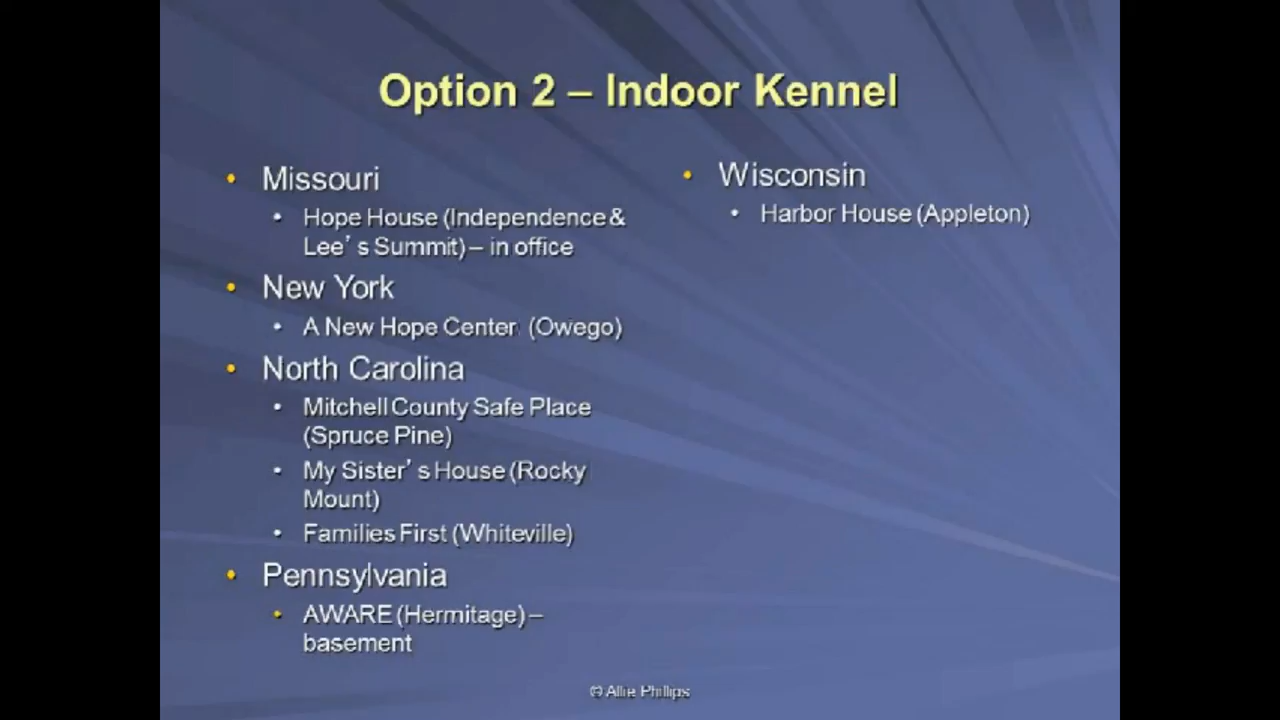 Option 2 – Indoor Kennel
• Missouri
• Hope House (Independence &
Lee’s Summit) – in office
• New York
• A New Hope Center (Owego)
• North Carolina
• Mitchell County Safe Place
(Spruce Pine)
• My Sister’s House (Rocky
Mount)
• Families First (Whiteville)
• Pennsylvania
• AWARE (Hermitage) –
basement
• Wisconsin
• Harbor House (Appleton)
© Allie Phillips